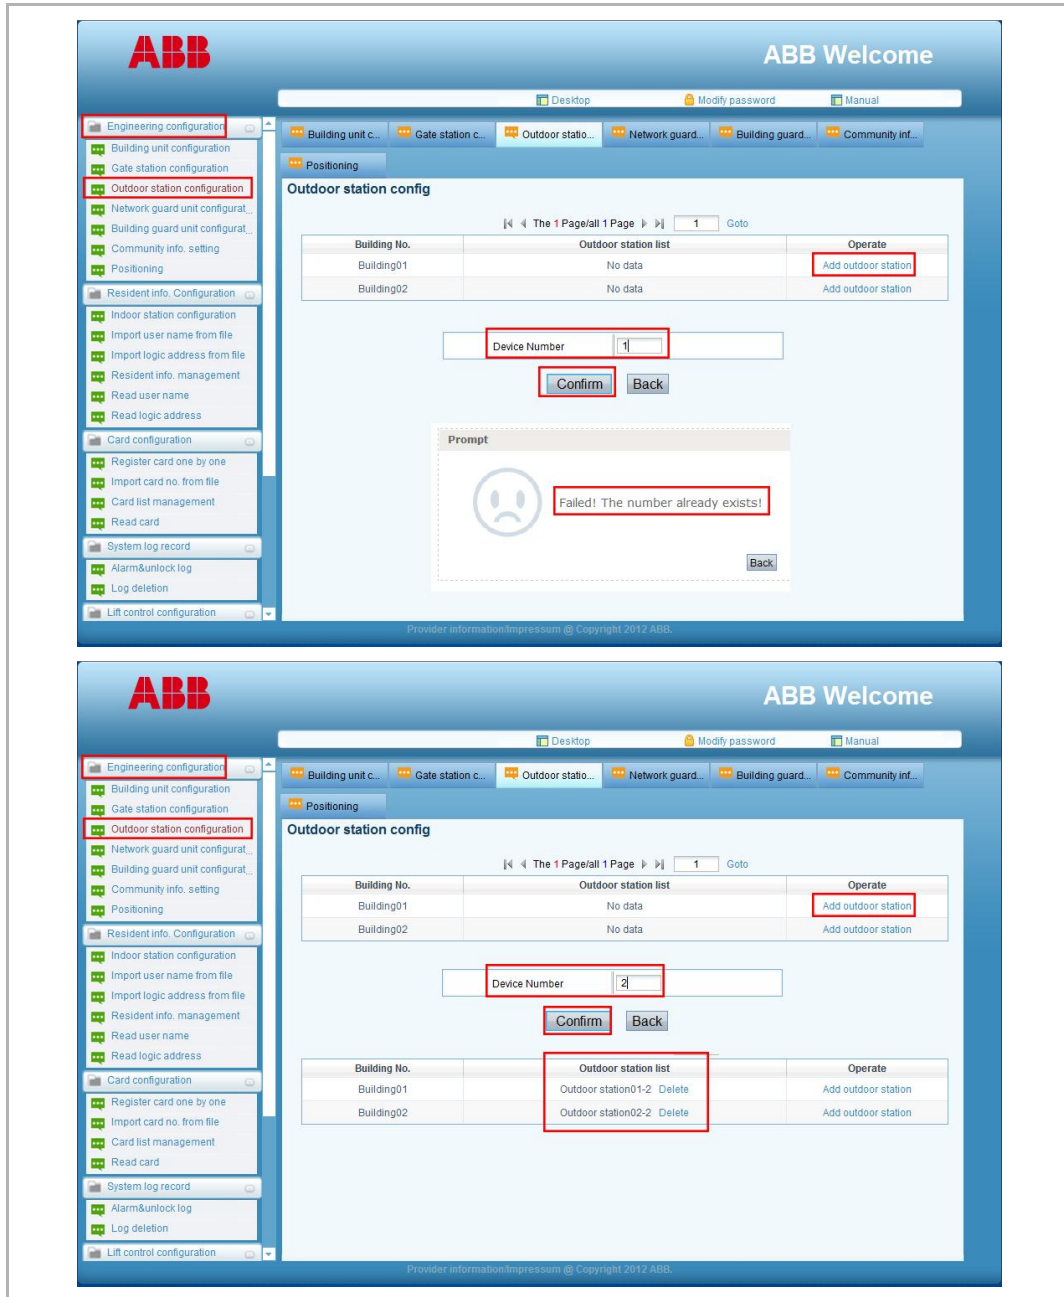 ABB
ABB Welcome
Desktop Modify password Manual
Engineering configuration
Building unit configuration
Gate station configuration
Outdoor station configuration
Network guard unit configurat...
Building guard unit configurat...
Community info. setting
Positioning
Resident info. Configuration
Indoor station configuration
Import user name from file
Import logic address from file
Resident info. management
Read user name
Read logic address
Card configuration
Register card one by one
Import card no. from file
Card list management
Read card
System log record
Alarm&unlock log
Log deletion
Lift control configuration
Building unit c... Gate station c... Outdoor statio... Network guard... Building guard... Community inf...
Positioning
Outdoor station config
The 1 Page/all 1 Page 1 Goto
Building No. Outdoor station list Operate
Building01 No data Add outdoor station
Building02 No data Add outdoor station
Device Number 1
Confirm Back
Prompt
Failed! The number already exists!
Back
Provider information/Impressum @ Copyright 2012 ABB.
ABB
ABB Welcome
Desktop Modify password Manual
Engineering configuration
Building unit configuration
Gate station configuration
Outdoor station configuration
Network guard unit configurat...
Building guard unit configurat...
Community info. setting
Positioning
Resident info. Configuration
Indoor station configuration
Import user name from file
Import logic address from file
Resident info. management
Read user name
Read logic address
Card configuration
Register card one by one
Import card no. from file
Card list management
Read card
System log record
Alarm&unlock log
Log deletion
Lift control configuration
Building unit c... Gate station c... Outdoor statio... Network guard... Building guard... Community inf...
Positioning
Outdoor station config
The 1 Page/all 1 Page 1 Goto
Building No. Outdoor station list Operate
Building01 No data Add outdoor station
Building02 No data Add outdoor station
Device Number 2
Confirm Back
Building No. Outdoor station list Operate
Building01 Outdoor station01-2 Delete Add outdoor station
Building02 Outdoor station02-2 Delete Add outdoor station
Provider information/Impressum @ Copyright 2012 ABB.